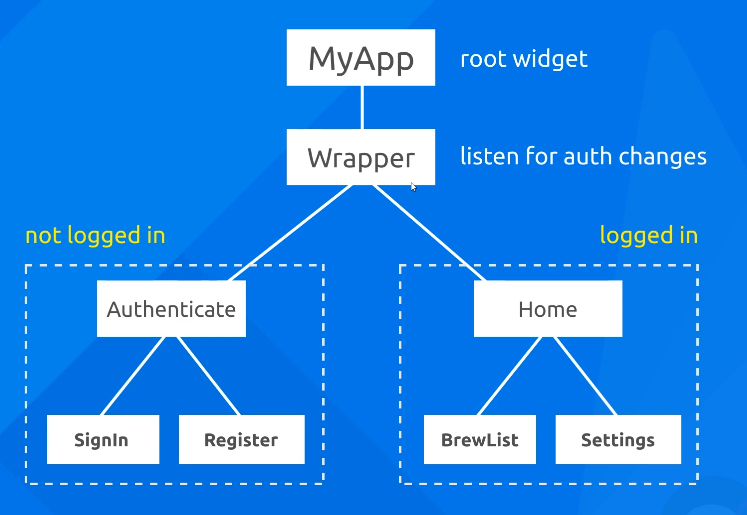 MyApp
root widget
Wrapper
listen for auth changes
not logged in
logged in
Authenticate
Home
SignIn
Register
BrewList
Settings